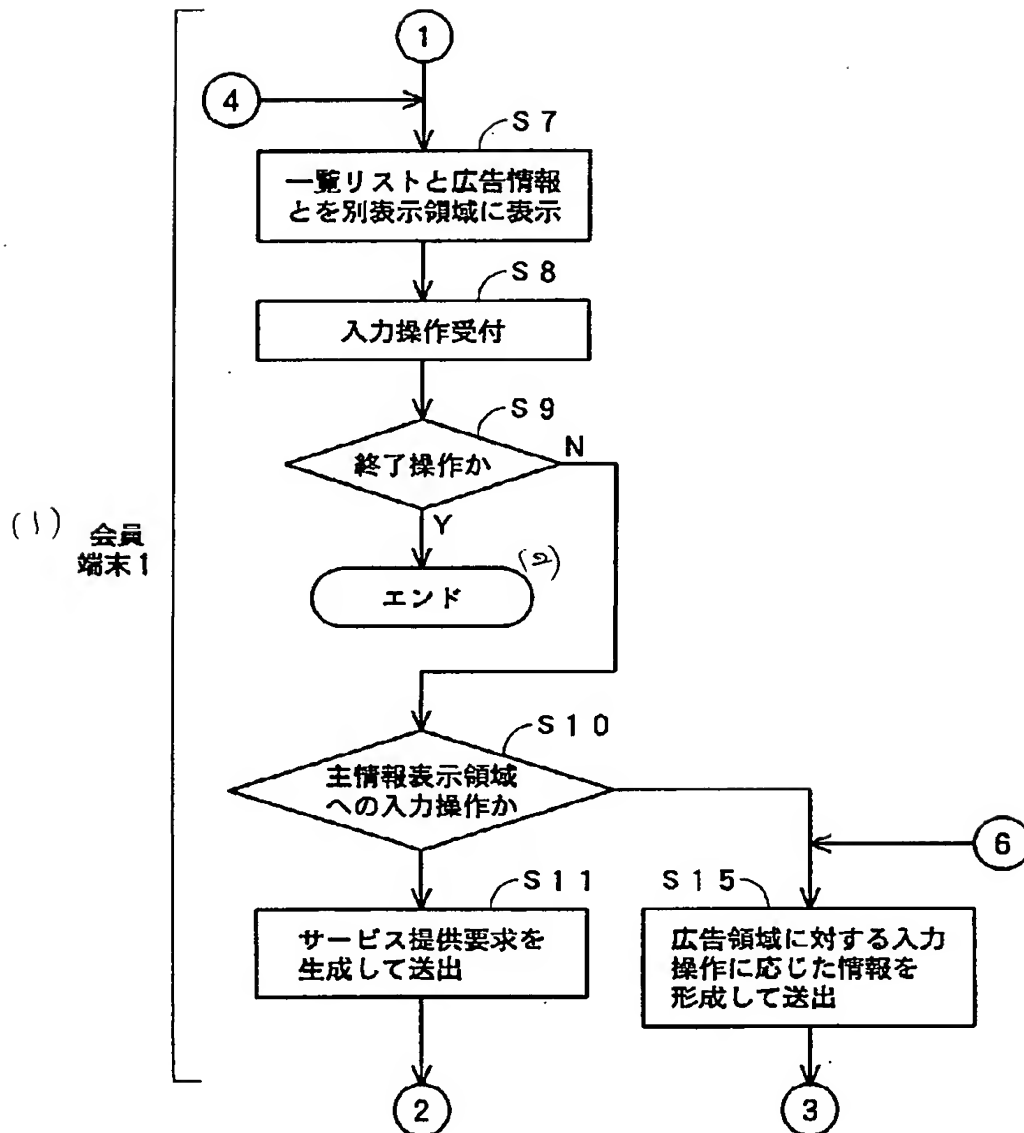 1
4
S7
一覧リストと広告情報
とを別表示領域に表示
S8
入力操作受付
S9
終了操作か
N
Y
(2)
エンド
(1) 会員
端末1
S10
主情報表示領域
への入力操作か
6
S11
サービス提供要求を
生成して送出
S15
広告領域に対する入力
操作に応じた情報を
形成して送出
2
3